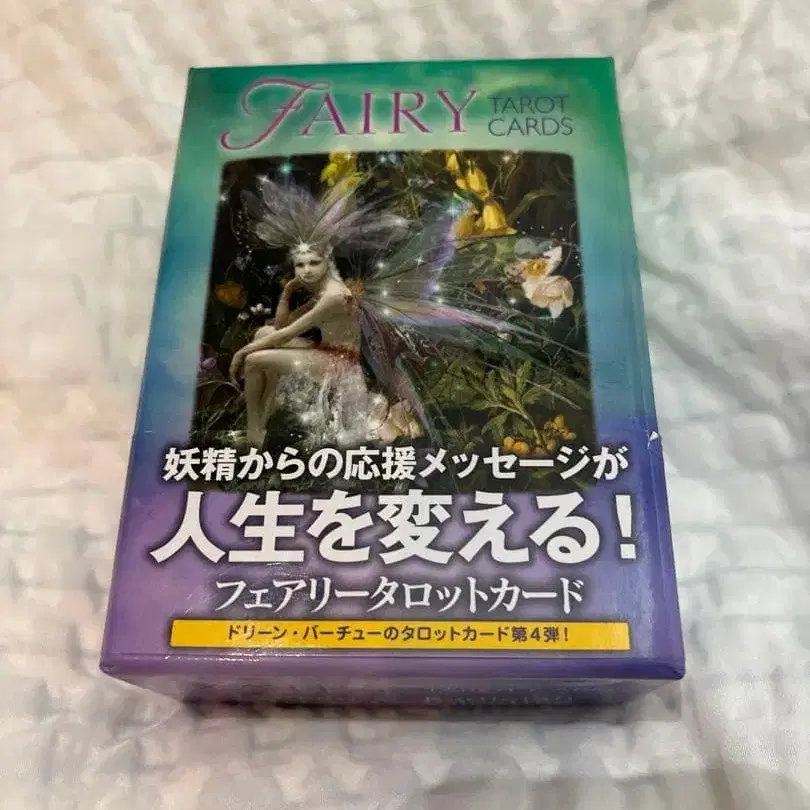 FAIRY TAROT
CARDS
妖精からの応援メッセージが
人生を変える!
フェアリータロットカード
ドリーン・バーチューのタロットカード第4弾!